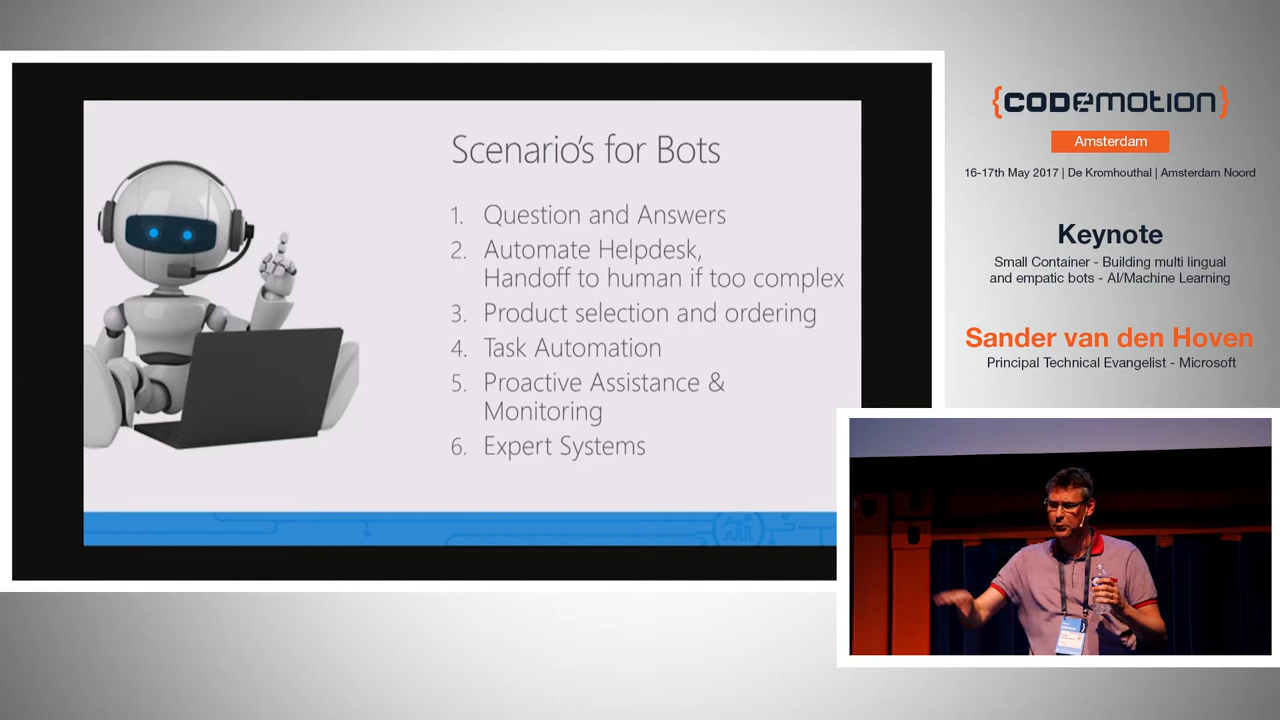 Scenario's for Bots
1. Question and Answers
2. Automate Helpdesk,
Handoff to human if too complex
3. Product selection and ordering
4. Task Automation
5. Proactive Assistance &
Monitoring
6. Expert Systems
{CODEMOTION}
Amsterdam
16-17th May 2017 | De Kromhouthal | Amsterdam Noord
Keynote
Small Container - Building multi lingual
and empatic bots - AI/Machine Learning
Sander van den Hoven
Principal Technical Evangelist - Microsoft